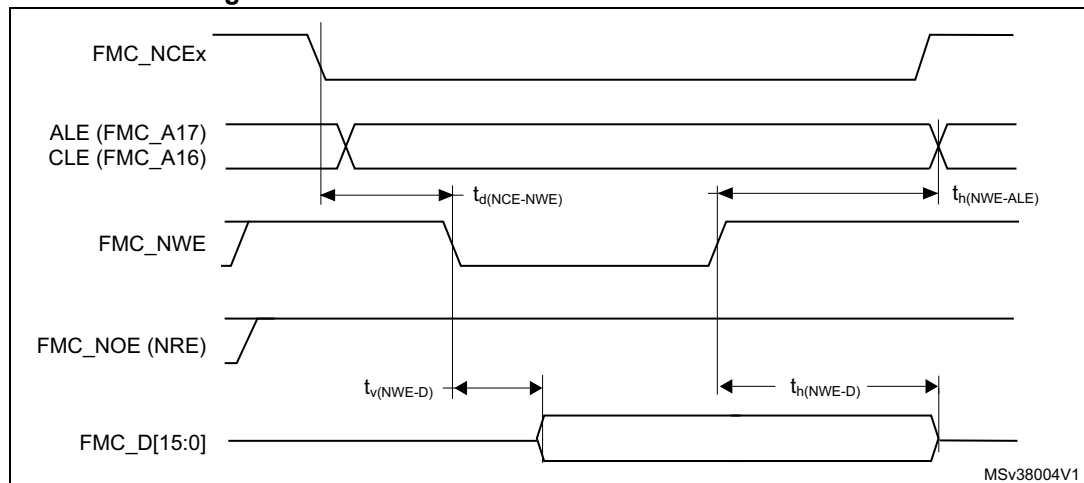 FMC_NCEx
ALE (FMC_A17)
CLE (FMC_A16)
td(NCE-NWE)
th(NWE-ALE)
FMC_NWE
FMC_NOE (NRE)
tv(NWE-D)
th(NWE-D)
FMC_D[15:0]
MSv38004V1